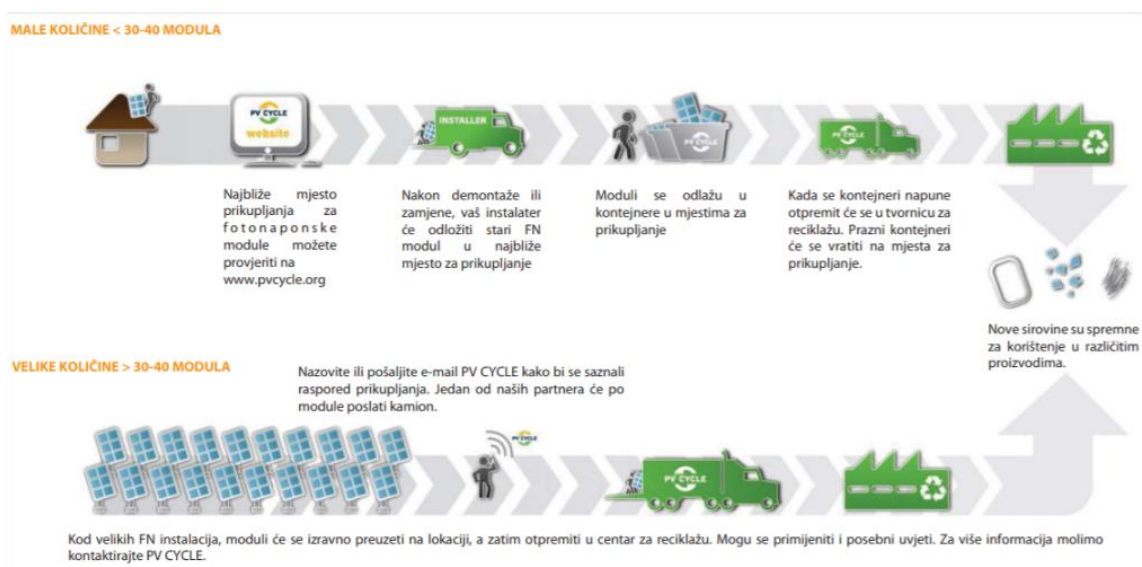 MALE KOLIČINE < 30-40 MODULA
PV CYCLE
website
INSTALLER
PV CYCLE
PV CYCLE
Najbliže mjesto
prikupljanja za
fotonaponske
module možete
provjeriti na
www.pvcycle.org
Nakon demontaže ili
zamjene, vaš instalater
će odložiti stari FN
modul u najbliže
mjesto za prikupljanje
Moduli se odlažu u
kontejnere u mjestima za
prikupljanje
Kada se kontejneri napune
otpremit će se u tvornicu za
reciklažu. Prazni kontejneri
će se vratiti na mjesta za
prikupljanje.
Nove sirovine su spremne
za korištenje u različitim
proizvodima.
VELIKE KOLIČINE > 30-40 MODULA
Nazovite ili pošaljite e-mail PV CYCLE kako bi se saznali
raspored prikupljanja. Jedan od naših partnera će po
module poslati kamion.
PV CYCLE
PV CYCLE
Kod velikih FN instalacija, moduli će se izravno preuzeti na lokaciji, a zatim otpremiti u centar za reciklažu. Mogu se primijeniti i posebni uvjeti. Za više informacija molimo
kontaktirajte PV CYCLE.